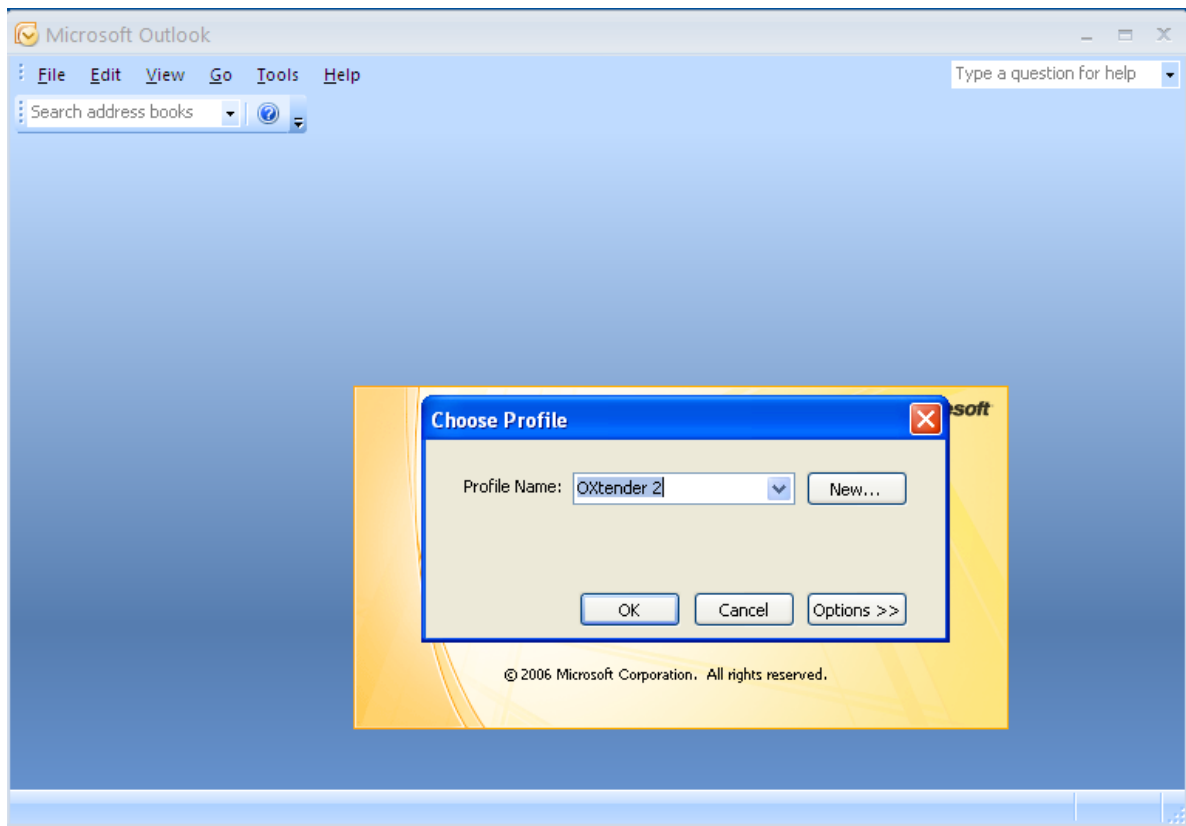 Microsoft Outlook
File Edit View Go Tools Help
Type a question for help
Search address books
soft
Choose Profile
Profile Name: OXtender 2 New...
OK Cancel Options >>
© 2006 Microsoft Corporation. All rights reserved.